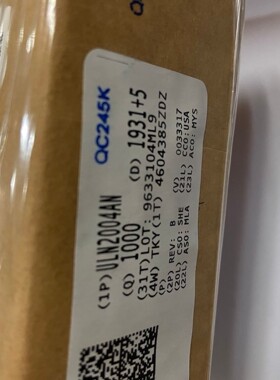 QC245K
(1P)ULN2004AN
(Q) 1000 (D) 1931+5
(31T)LOT: 9633104ML9
(4W) TKY(1T) 4604385ZDZ
(P)
(2P) REV: B (V) 0033317
(20L) CSO: SHE (21L) CCO:USA
(22L) ASO: MLA (23L) ACO: MYS